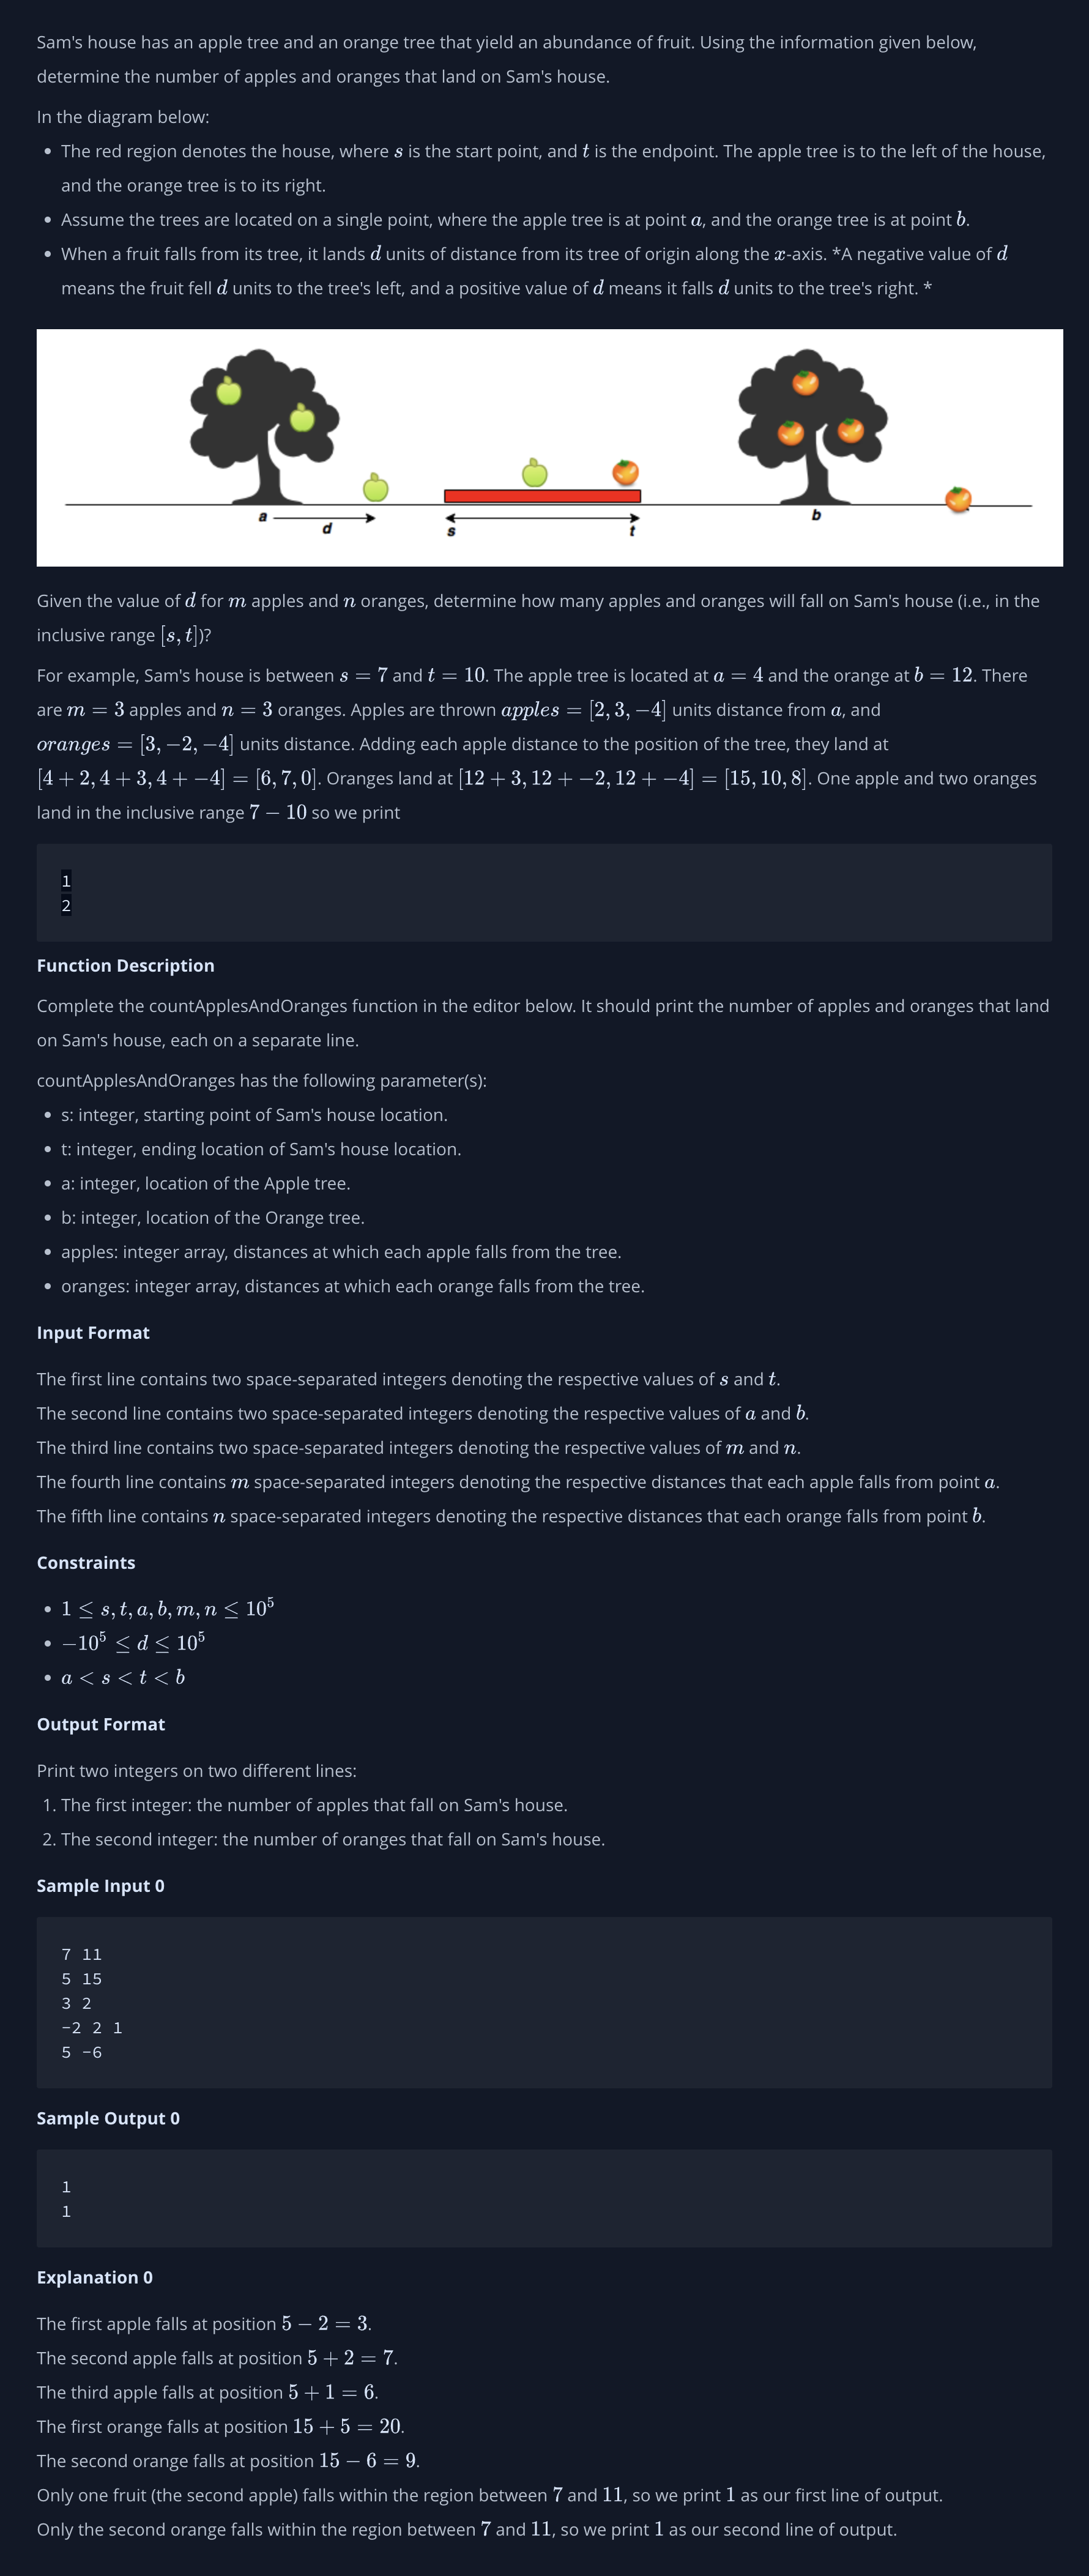 Sam's house has an apple tree and an orange tree that yield an abundance of fruit. Using the information given below,
determine the number of apples and oranges that land on Sam's house.
In the diagram below:
• The red region denotes the house, where s is the start point, and t is the endpoint. The apple tree is to the left of the house,
and the orange tree is to its right.
• Assume the trees are located on a single point, where the apple tree is at point a, and the orange tree is at point b.
• When a fruit falls from its tree, it lands d units of distance from its tree of origin along the x-axis. *A negative value of d
means the fruit fell d units to the tree's left, and a positive value of d means it falls d units to the tree's right. *
a d s t b
Given the value of d for m apples and n oranges, determine how many apples and oranges will fall on Sam's house (i.e., in the
inclusive range [s, t])?
For example, Sam's house is between s = 7 and t = 10. The apple tree is located at a = 4 and the orange at b = 12. There
are m = 3 apples and n = 3 oranges. Apples are thrown apples = [2, 3, −4] units distance from a, and
oranges = [3, −2, −4] units distance. Adding each apple distance to the position of the tree, they land at
[4 + 2, 4 + 3, 4 + −4] = [6, 7, 0]. Oranges land at [12 + 3, 12 + −2, 12 + −4] = [15, 10, 8]. One apple and two oranges
land in the inclusive range 7 − 10 so we print
1
2
Function Description
Complete the countApplesAndOranges function in the editor below. It should print the number of apples and oranges that land
on Sam's house, each on a separate line.
countApplesAndOranges has the following parameter(s):
• s: integer, starting point of Sam's house location.
• t: integer, ending location of Sam's house location.
• a: integer, location of the Apple tree.
• b: integer, location of the Orange tree.
• apples: integer array, distances at which each apple falls from the tree.
• oranges: integer array, distances at which each orange falls from the tree.
Input Format
The first line contains two space-separated integers denoting the respective values of s and t.
The second line contains two space-separated integers denoting the respective values of a and b.
The third line contains two space-separated integers denoting the respective values of m and n.
The fourth line contains m space-separated integers denoting the respective distances that each apple falls from point a.
The fifth line contains n space-separated integers denoting the respective distances that each orange falls from point b.
Constraints
• 1 ≤ s, t, a, b, m, n ≤ 10⁵
• −10⁵ ≤ d ≤ 10⁵
• a < s < t < b
Output Format
Print two integers on two different lines:
1. The first integer: the number of apples that fall on Sam's house.
2. The second integer: the number of oranges that fall on Sam's house.
Sample Input 0
7 11
5 15
3 2
-2 2 1
5 -6
Sample Output 0
1
1
Explanation 0
The first apple falls at position 5 − 2 = 3.
The second apple falls at position 5 + 2 = 7.
The third apple falls at position 5 + 1 = 6.
The first orange falls at position 15 + 5 = 20.
The second orange falls at position 15 − 6 = 9.
Only one fruit (the second apple) falls within the region between 7 and 11, so we print 1 as our first line of output.
Only the second orange falls within the region between 7 and 11, so we print 1 as our second line of output.